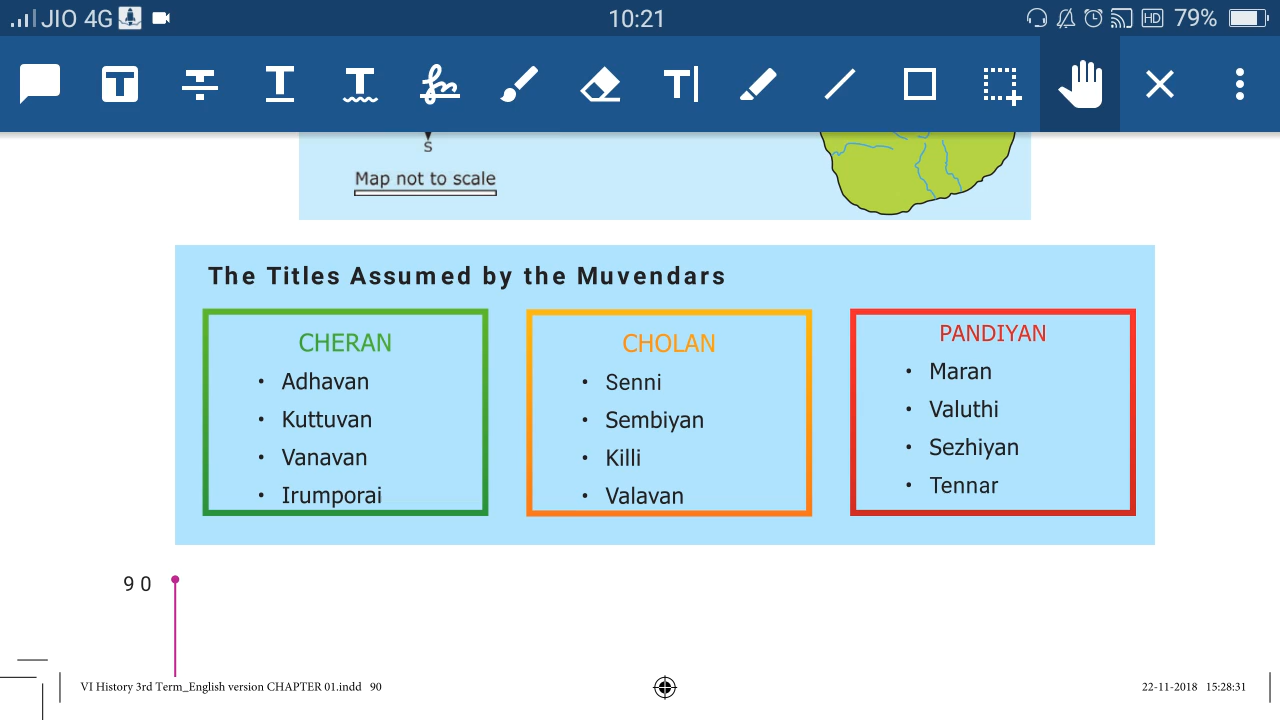 JIO 4G 10:21 HD 79%
S
Map not to scale
The Titles Assumed by the Muvendars
CHERAN
• Adhavan
• Kuttuvan
• Vanavan
• Irumporai
CHOLAN
• Senni
• Sembiyan
• Killi
• Valavan
PANDIYAN
• Maran
• Valuthi
• Sezhiyan
• Tennar
90
VI History 3rd Term_English version CHAPTER 01.indd 90 22-11-2018 15:28:31